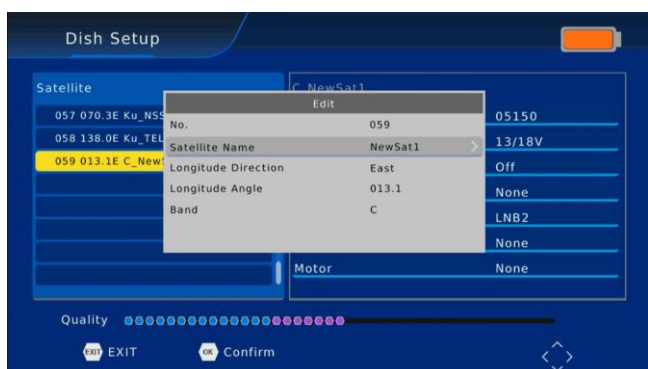 Dish Setup
Satellite
C_NewSat1
057 070.3E Ku_NSS
05150
058 138.0E Ku_TEL
13/18V
059 013.1E C_News
Off
None
LNB2
None
Motor
None
Edit
No.
059
Satellite Name
NewSat1
Longitude Direction
East
Longitude Angle
013.1
Band
C
Quality
EXIT EXIT
OK Confirm